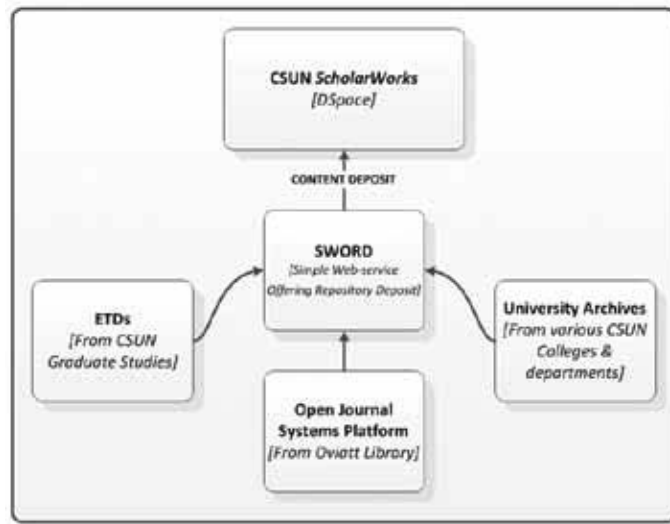 CSUN ScholarWorks
[DSpace]
CONTENT DEPOSIT
SWORD
[Simple Web-service
Offering Repository Deposit]
ETDs
[From CSUN
Graduate Studies]
University Archives
[From various CSUN
Colleges &
departments]
Open Journal
Systems Platform
[From Oviatt Library]